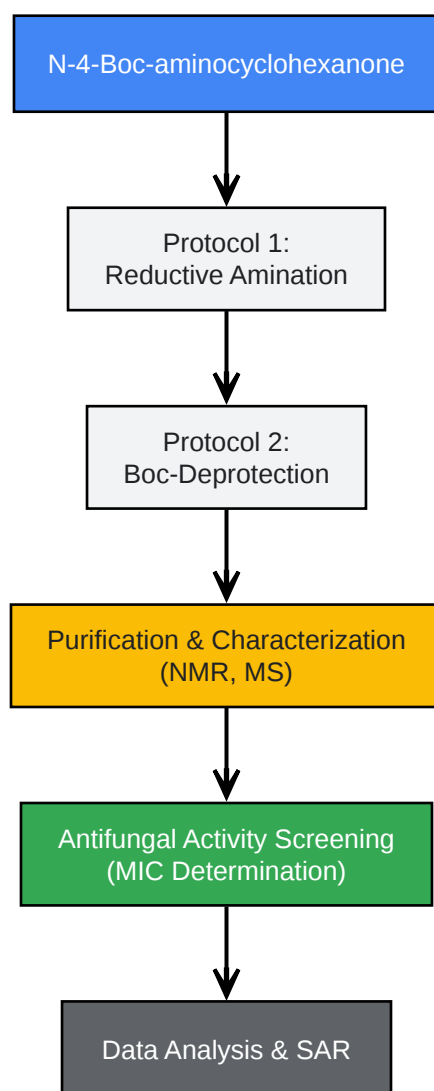 N-4-Boc-aminocyclohexanone
Protocol 1:
Reductive Amination
Protocol 2:
Boc-Deprotection
Purification & Characterization
(NMR, MS)
Antifungal Activity Screening
(MIC Determination)
Data Analysis & SAR